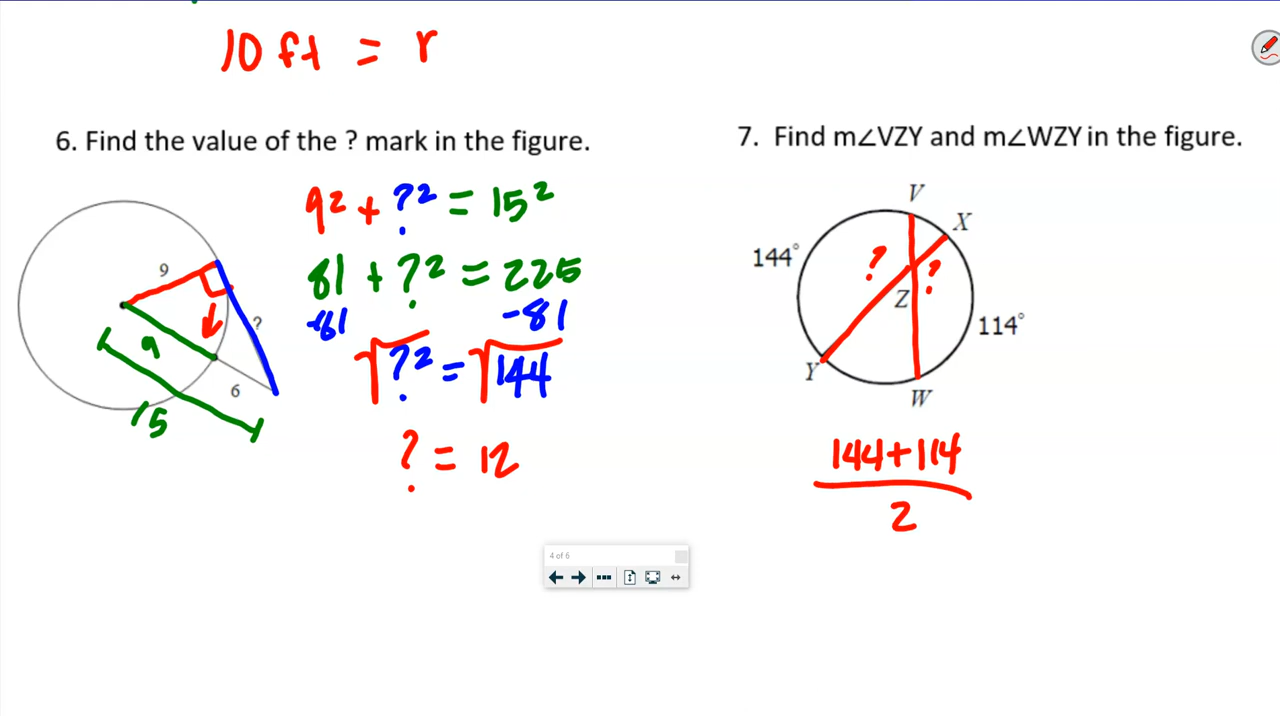 10 ft = r
6. Find the value of the ? mark in the figure.
9
?
9
6
15
9² + ?² = 15²
81 + ?² = 225
-81 -81
√?² = √144
? = 12
7. Find m∠VZY and m∠WZY in the figure.
V
X
144°
?
?
Z
114°
Y
W
144+114
2
4 of 6